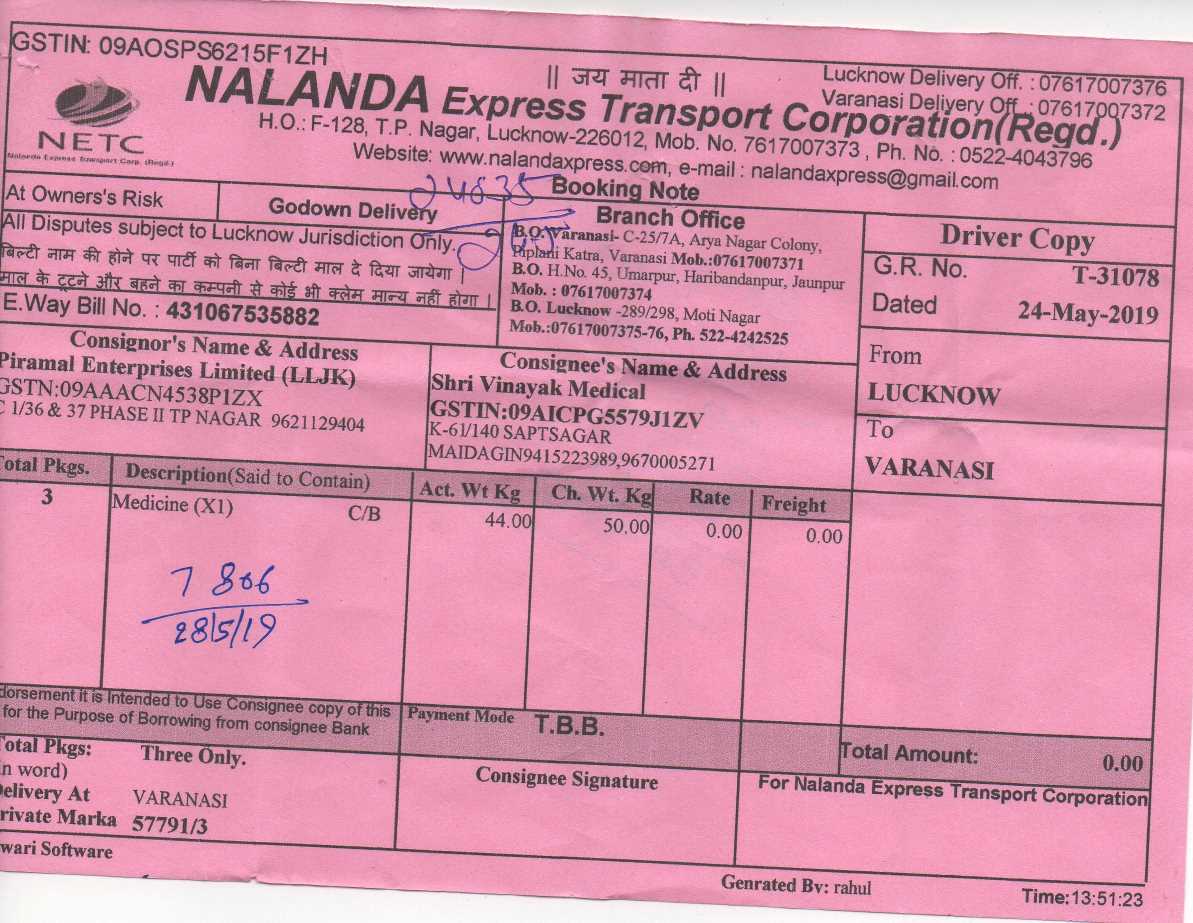 GSTIN: 09AOSPS6215F1ZH
|| जय माता दी ||
Lucknow Delivery Off. : 07617007376
Varanasi Delivery Off. : 07617007372
NETC
Nalanda Express Transport Corp. (Regd.)
NALANDA Express Transport Corporation(Regd.)
H.O.: F-128, T.P. Nagar, Lucknow-226012, Mob. No. 7617007373 , Ph. No. : 0522-4043796
Website: www.nalandaxpress.com, e-mail : nalandaxpress@gmail.com
24835
Booking Note
At Owners's Risk
Godown Delivery
All Disputes subject to Lucknow Jurisdiction Only.
बिल्टी नाम की होने पर पार्टी को बिना बिल्टी माल दे दिया जायेगा |
माल के टूटने और बहने का कम्पनी से कोई भी क्लेम मान्य नहीं होगा |
E.Way Bill No. : 431067535882
Branch Office
B.O. Varanasi- C-25/7A, Arya Nagar Colony,
Piplani Katra, Varanasi Mob.:07617007371
B.O. H.No. 45, Umarpur, Haribandanpur, Jaunpur
Mob. : 07617007374
B.O. Lucknow -289/298, Moti Nagar
Mob.:07617007375-76, Ph. 522-4242525
Driver Copy
G.R. No. T-31078
Dated 24-May-2019
From
LUCKNOW
To
VARANASI
Consignor's Name & Address
Piramal Enterprises Limited (LLJK)
GSTN:09AAACN4538P1ZX
C 1/36 & 37 PHASE II TP NAGAR 9621129404
Consignee's Name & Address
Shri Vinayak Medical
GSTIN:09AICPG5579J1ZV
K-61/140 SAPTSAGAR
MAIDAGIN9415223989,9670005271
Total Pkgs. Description(Said to Contain) Act. Wt Kg Ch. Wt. Kg Rate Freight
3 Medicine (X1) C/B 44.00 50.00 0.00 0.00
7 806
28/5/19
dorsement it is Intended to Use Consignee copy of this
for the Purpose of Borrowing from consignee Bank
Payment Mode T.B.B.
Total Amount: 0.00
Total Pkgs: Three Only.
n word)
Delivery At VARANASI
rivate Marka 57791/3
Consignee Signature
For Nalanda Express Transport Corporation
wari Software
Genrated By: rahul
Time:13:51:23